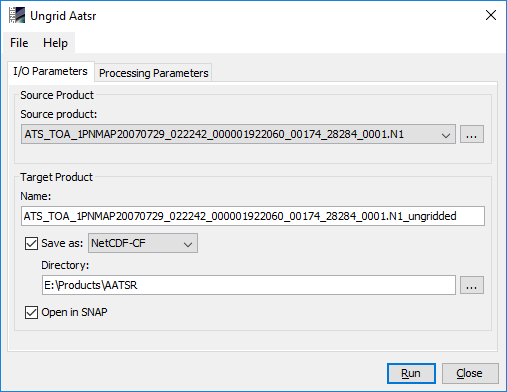 Ungrid Aatsr
File Help
I/O Parameters Processing Parameters
Source Product
Source product:
ATS_TOA_1PNMAP20070729_022242_000001922060_00174_28284_0001.N1
...
Target Product
Name:
ATS_TOA_1PNMAP20070729_022242_000001922060_00174_28284_0001.N1_ungridded
Save as: NetCDF-CF
Directory:
E:\Products\AATSR
...
Open in SNAP
Run Close